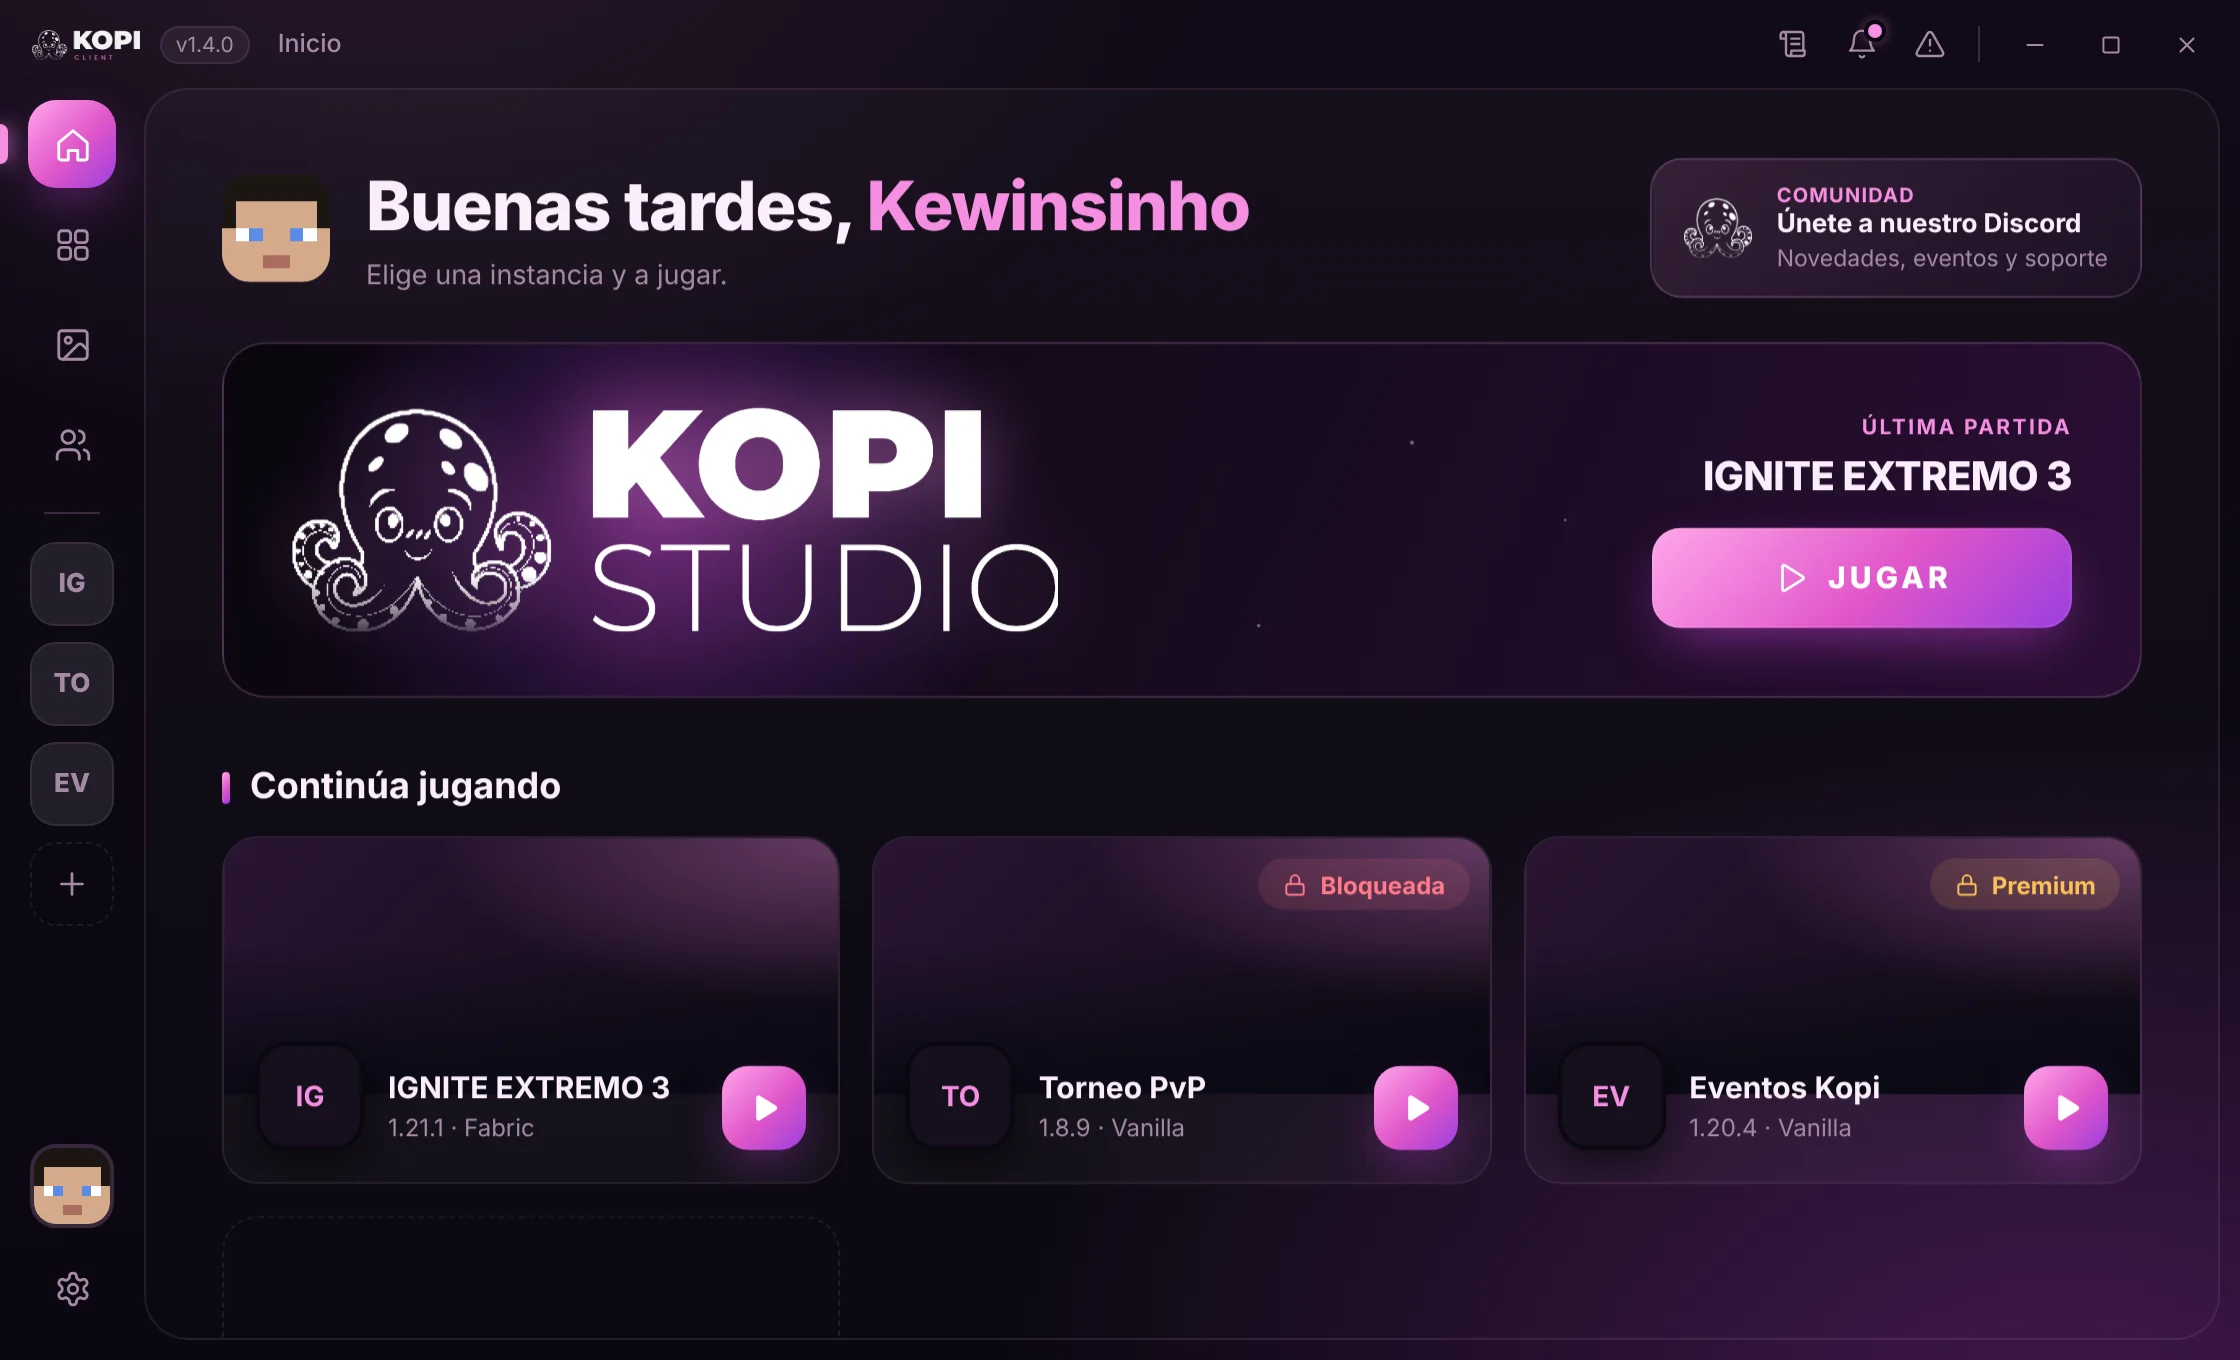 KOPI
CLIENT
v1.4.0
Inicio
Buenas tardes, Kewinsinho
Elige una instancia y a jugar.
COMUNIDAD
Únete a nuestro Discord
Novedades, eventos y soporte
KOPI
STUDIO
ÚLTIMA PARTIDA
IGNITE EXTREMO 3
JUGAR
IG
TO
EV
Continúa jugando
IG
IGNITE EXTREMO 3
1.21.1 · Fabric
Bloqueada
TO
Torneo PvP
1.8.9 · Vanilla
Premium
EV
Eventos Kopi
1.20.4 · Vanilla